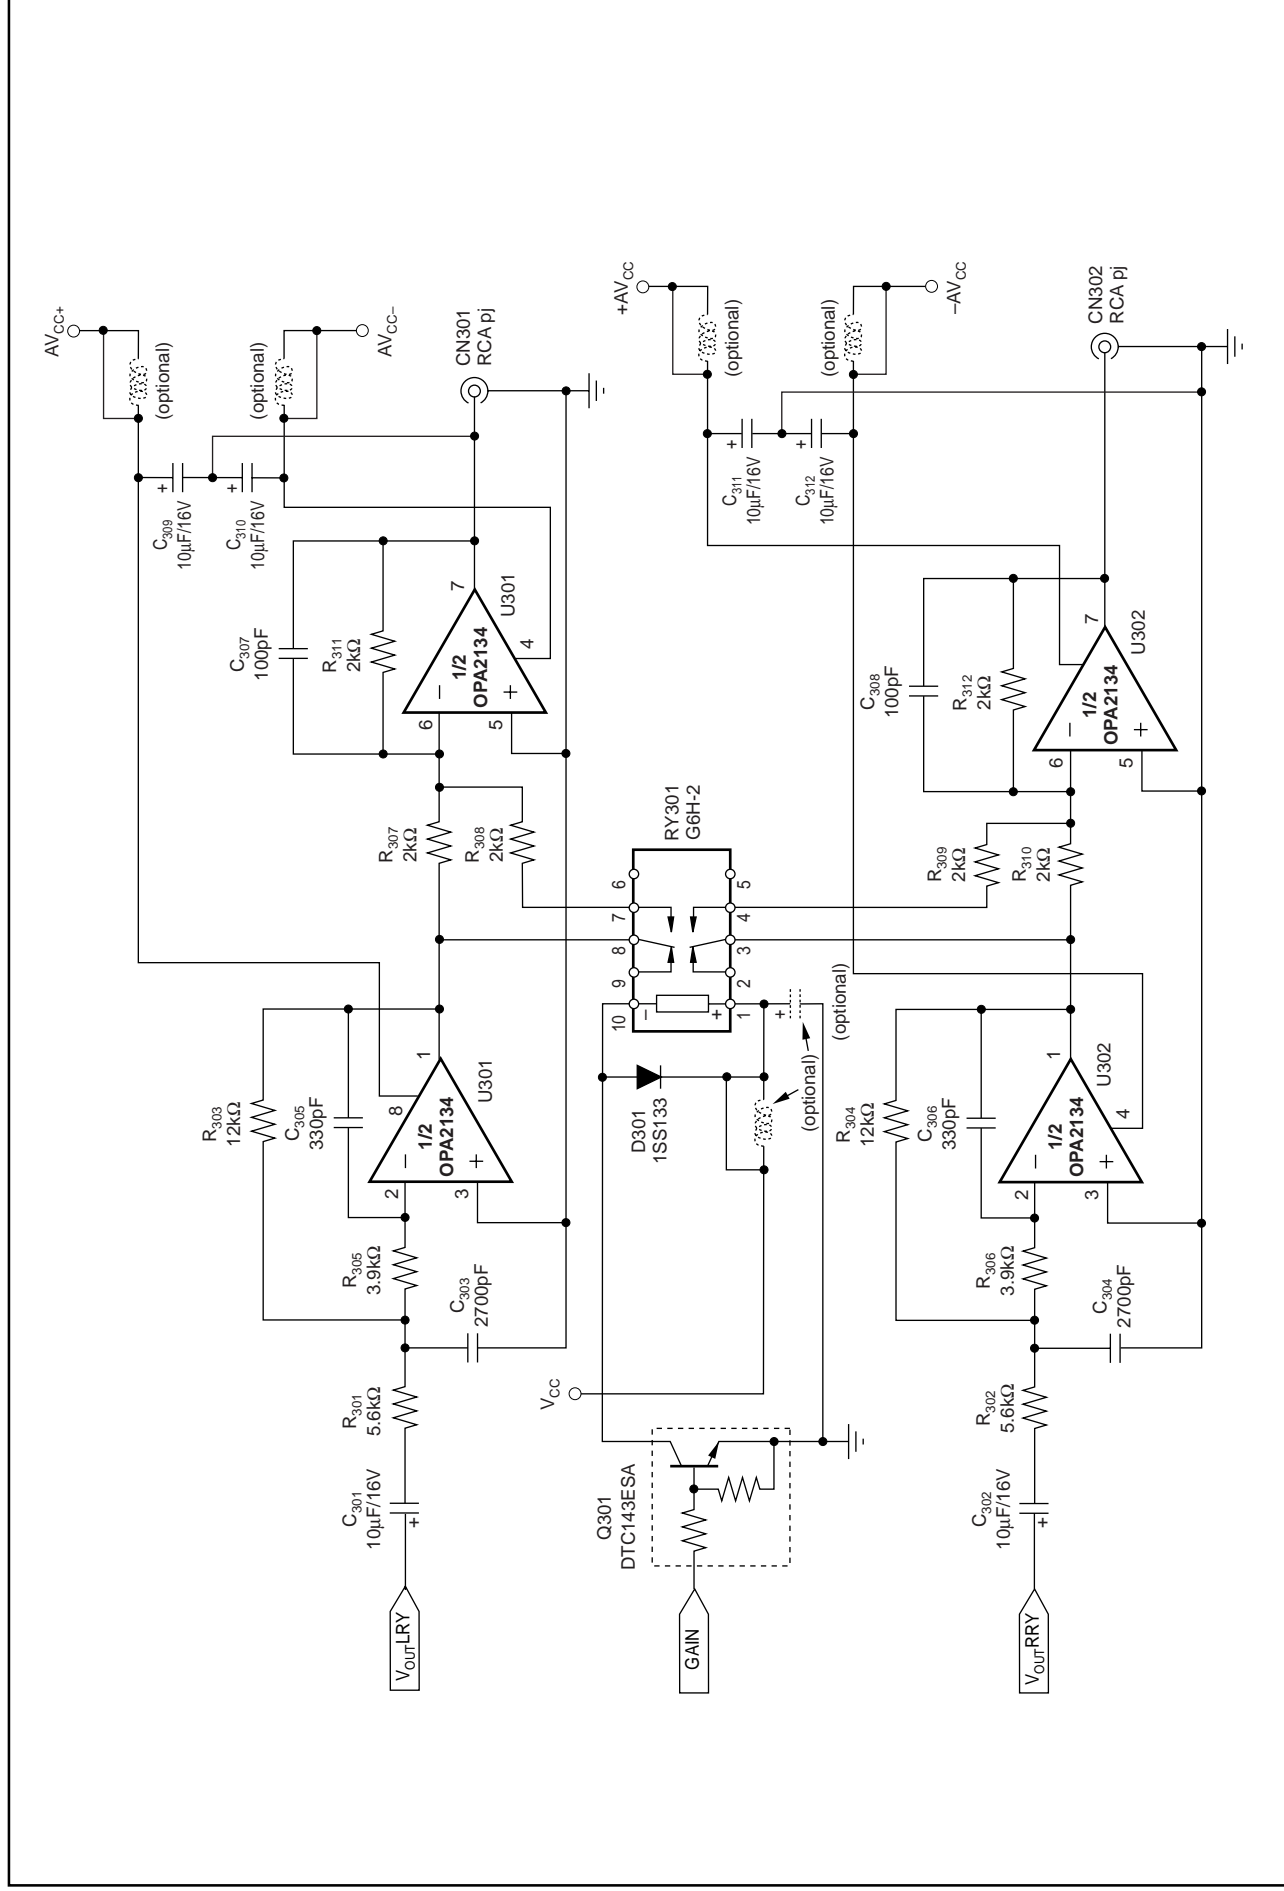 AVCC+
(optional)
(optional)
AVCC–
C309
10µF/16V
C310
10µF/16V
CN301
RCA pj
C307
100pF
R311
2kΩ
7
U301
1/2
OPA2134
–
+
4
6
5
R307
2kΩ
R308
2kΩ
R303
12kΩ
C305
330pF
1
8
U301
1/2
OPA2134
–
+
2
3
R305
3.9kΩ
C303
2700pF
R301
5.6kΩ
C301
10µF/16V
+
VOUTLRY
RY301
G6H-2
6
7
8
9
10
5
4
3
2
1
–
+
+
(optional)
(optional)
D301
1SS133
VCC
Q301
DTC143ESA
GAIN
+AVCC
(optional)
(optional)
–AVCC
+
C311
10µF/16V
+
C312
10µF/16V
CN302
RCA pj
C308
100pF
R312
2kΩ
7
U302
1/2
OPA2134
–
+
6
5
R309
2kΩ
R310
2kΩ
R304
12kΩ
C306
330pF
1
U302
1/2
OPA2134
–
+
4
2
3
R306
3.9kΩ
C304
2700pF
R302
5.6kΩ
C302
10µF/16V
+
VOUTRRY